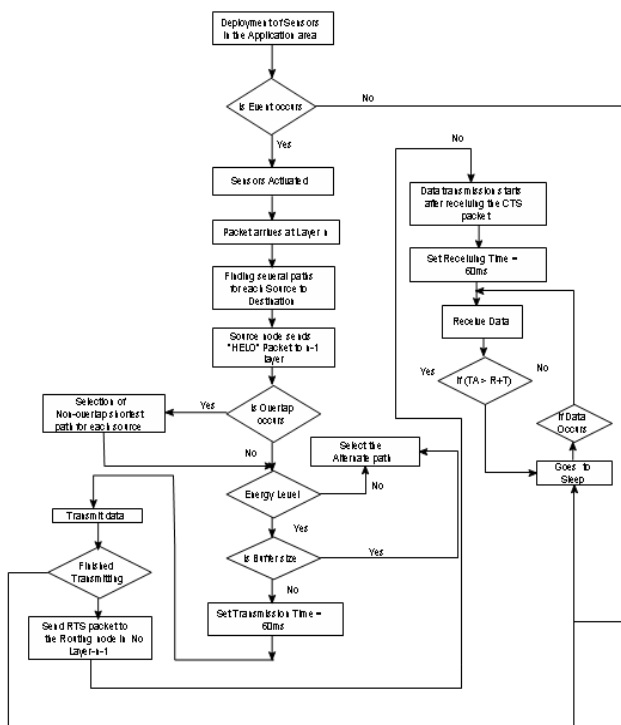 Deployment of Sensors
In the Application area
Is Event occurs
No
Yes
Sensors Activated
Packet arrives at Layer n
Finding several paths
for each Source to
Destination
Source node sends
"HELO" Packet to n-1
layer
Is Overlap
occurs
Yes
Selection of
Non-overlap shortest
path for each source
No
Select the
Alternate path
Energy Level
No
Yes
Is Buffer size
Yes
No
Set Transmission Time =
60ms
Transmit data
Finished
Transmitting
Send RTS packet to
the Routing node in No
Layer-n-1
No
Data transmission starts
after receiving the CTS
packet
Set Receiving Time =
60ms
Receive Data
Yes
No
If (TA > R+T)
If Data
Occurs
Goes to
Sleep